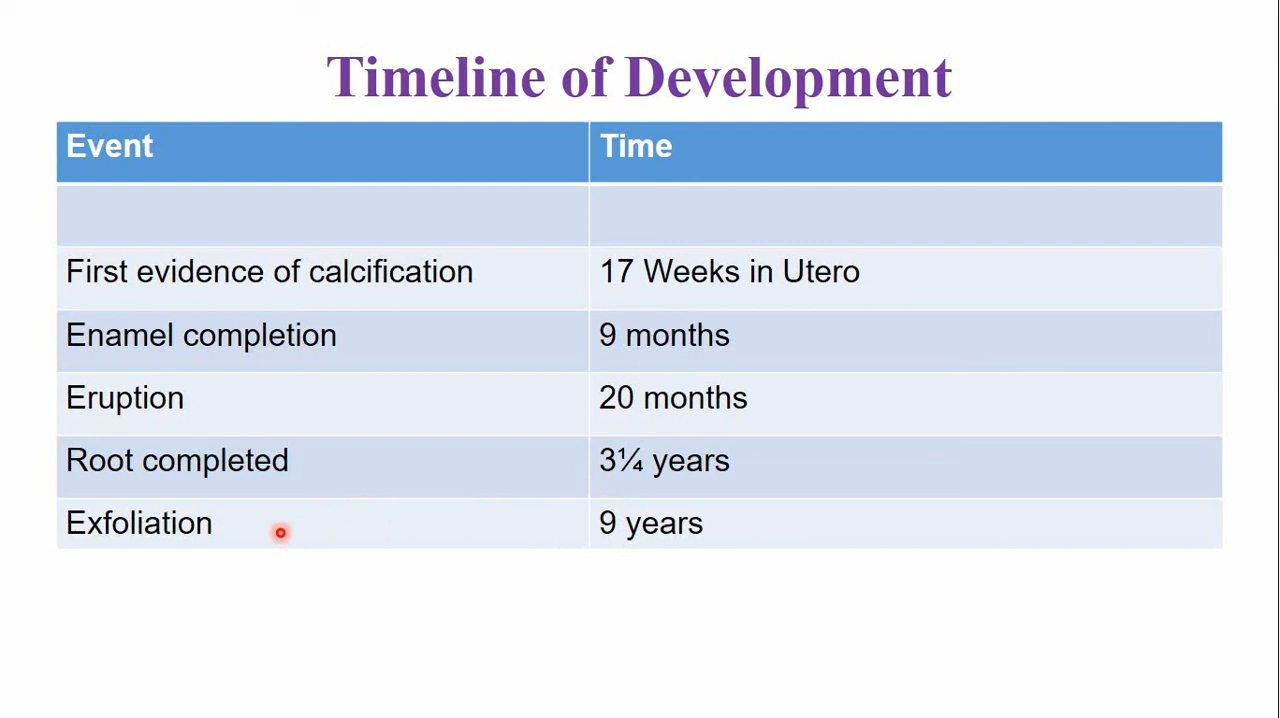 Timeline of Development
Event Time
First evidence of calcification 17 Weeks in Utero
Enamel completion 9 months
Eruption 20 months
Root completed 3¼ years
Exfoliation 9 years